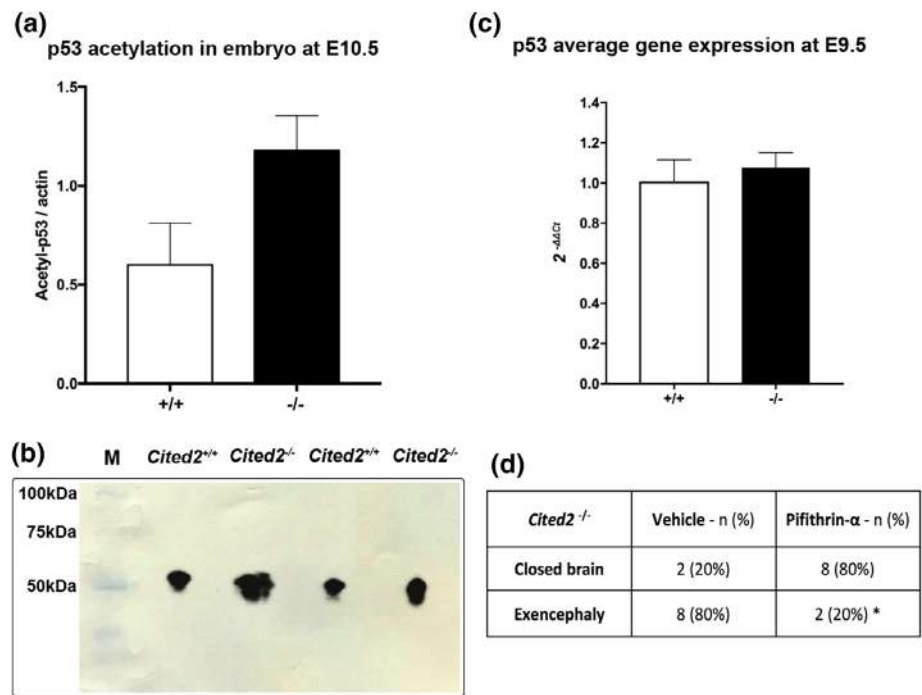 (a)
p53 acetylation in embryo at E10.5
1.5
1.0
0.5
0.0
Acetyl-p53 / actin
+/+
-/-
(c)
p53 average gene expression at E9.5
1.4
1.2
1.0
0.8
0.6
0.4
0.2
0.0
2 -ΔΔCt
+/+
-/-
(b)
M Cited2+/+ Cited2-/- Cited2+/+ Cited2-/-
100kDa
75kDa
50kDa
(d)
Cited2 -/- Vehicle - n (%) Pifithrin-α - n (%)
Closed brain 2 (20%) 8 (80%)
Exencephaly 8 (80%) 2 (20%) *